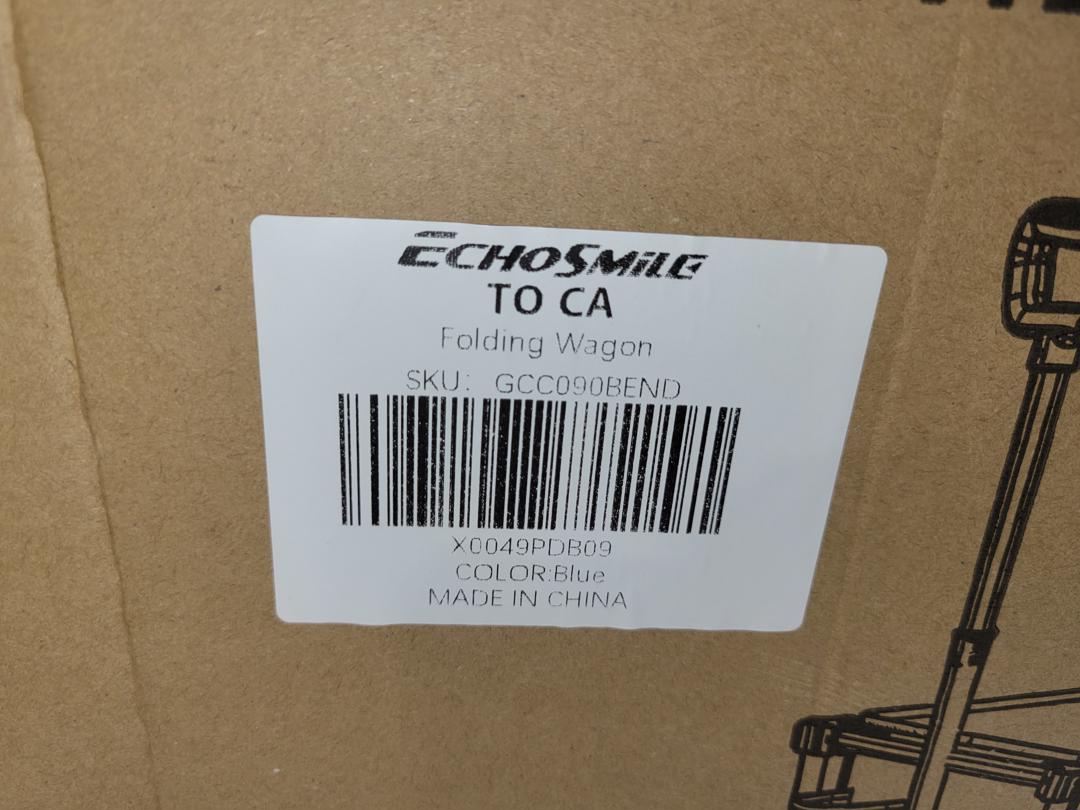 ECHOSMILE
TO CA
Folding Wagon
SKU: GCC090BEND
X0049PDB09
COLOR:Blue
MADE IN CHINA